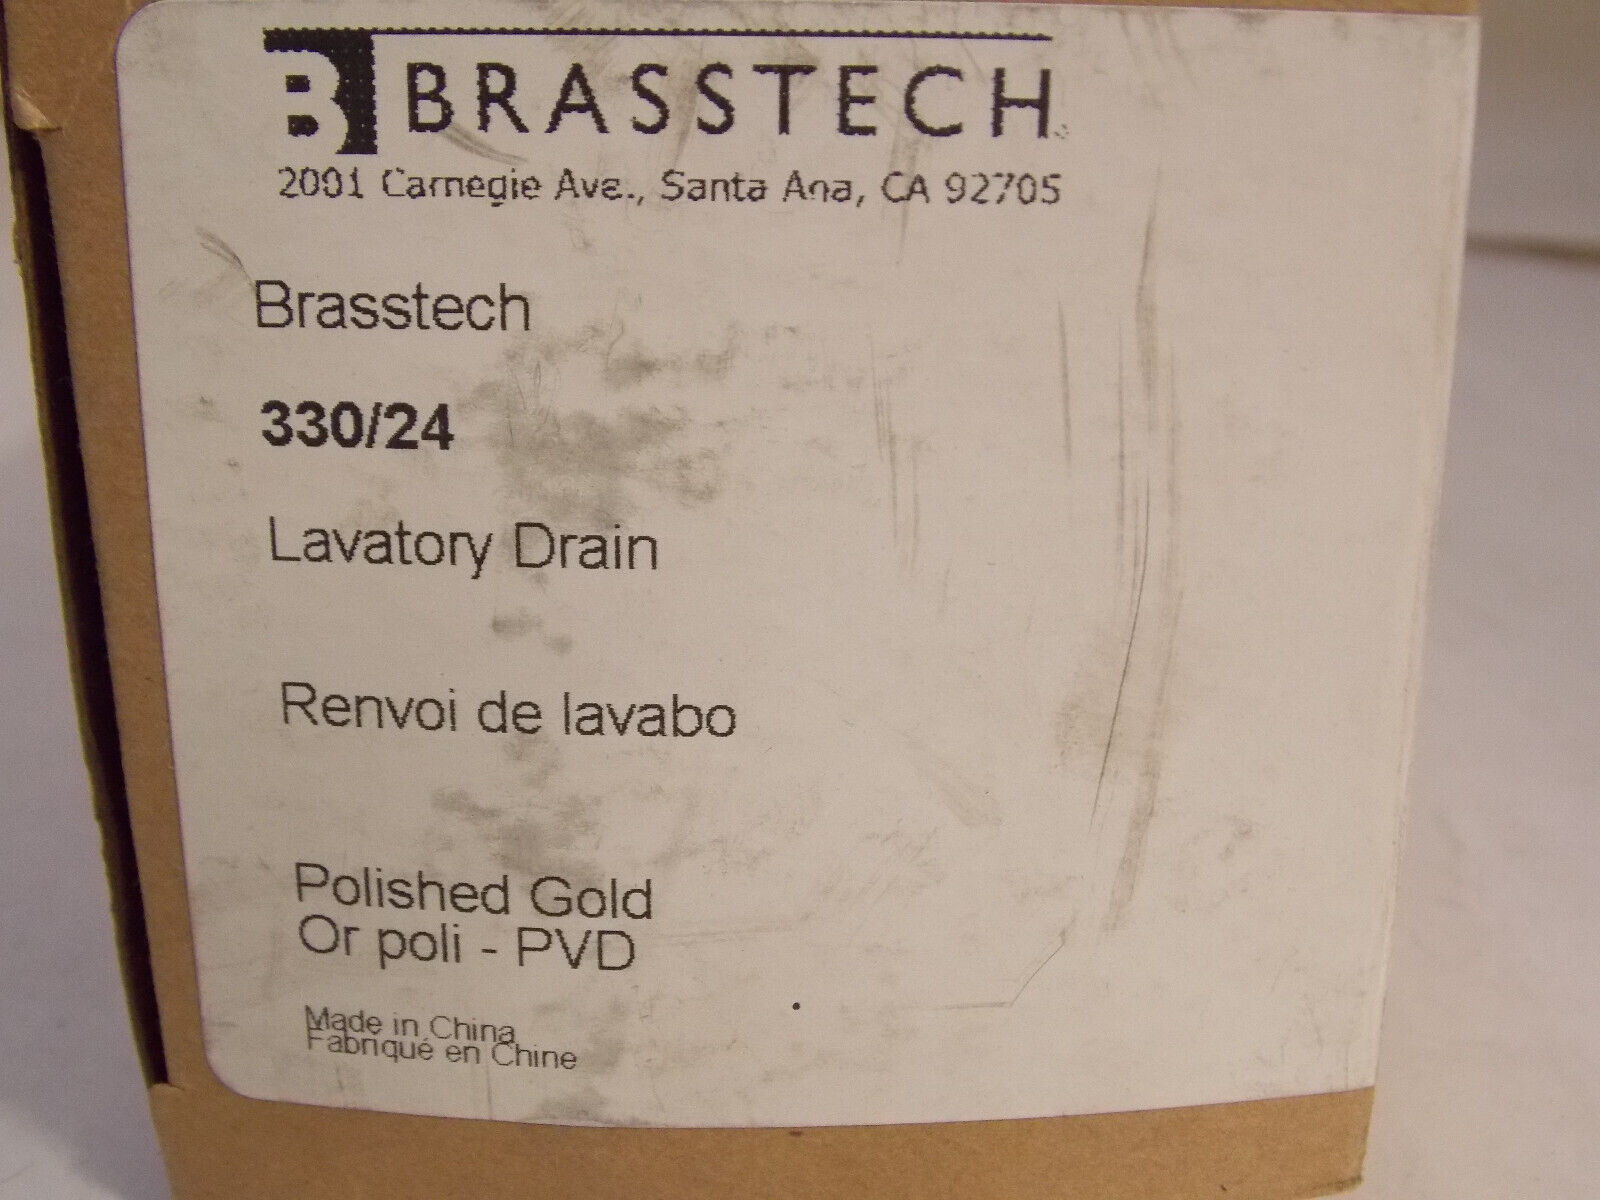 B BRASSTECH
2001 Carnegie Ave., Santa Ana, CA 92705
Brasstech
330/24
Lavatory Drain
Renvoi de lavabo
Polished Gold
Or poli - PVD
Made in China
Fabriqué en Chine